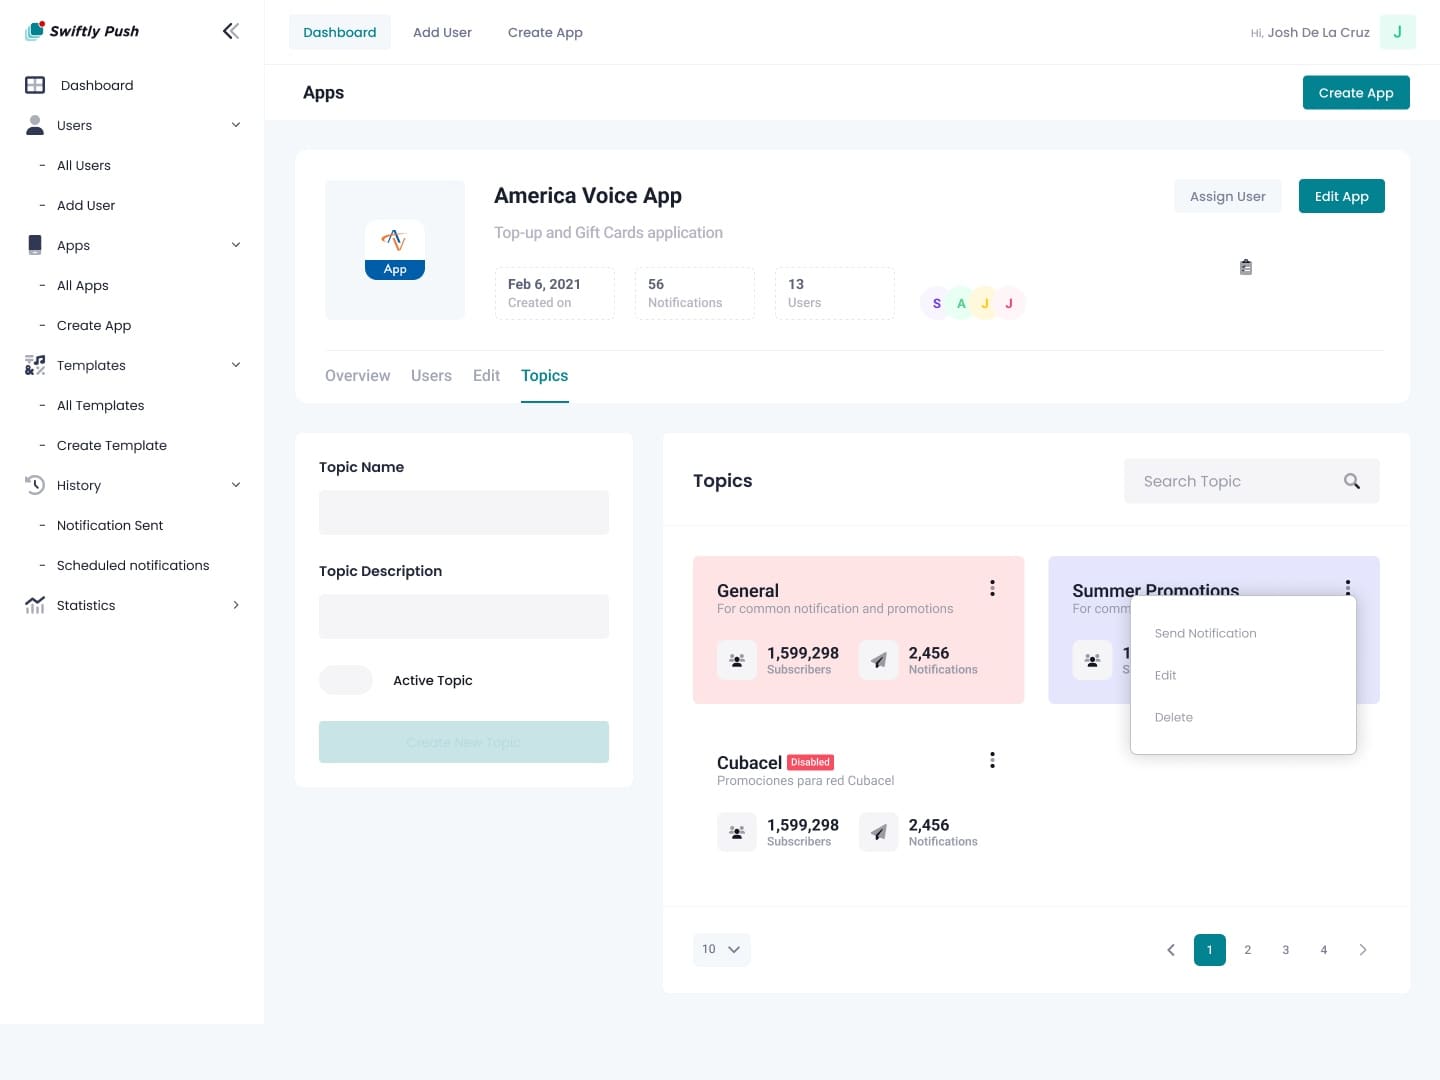 Swiftly Push
Dashboard
Users
- All Users
- Add User
Apps
- All Apps
- Create App
Templates
- All Templates
- Create Template
History
- Notification Sent
- Scheduled notifications
Statistics
Dashboard Add User Create App
Hi, Josh De La Cruz J
Apps
Create App
App
America Voice App
Top-up and Gift Cards application
Assign User Edit App
Feb 6, 2021
Created on
56
Notifications
13
Users
S A J J
Overview Users Edit Topics
Topic Name
Topic Description
Active Topic
Create New Topic
Topics
Search Topic
General
For common notification and promotions
1,599,298
Subscribers
2,456
Notifications
Summer Promotions
For comm
1
S
Send Notification
Edit
Delete
Cubacel Disabled
Promociones para red Cubacel
1,599,298
Subscribers
2,456
Notifications
10
1 2 3 4